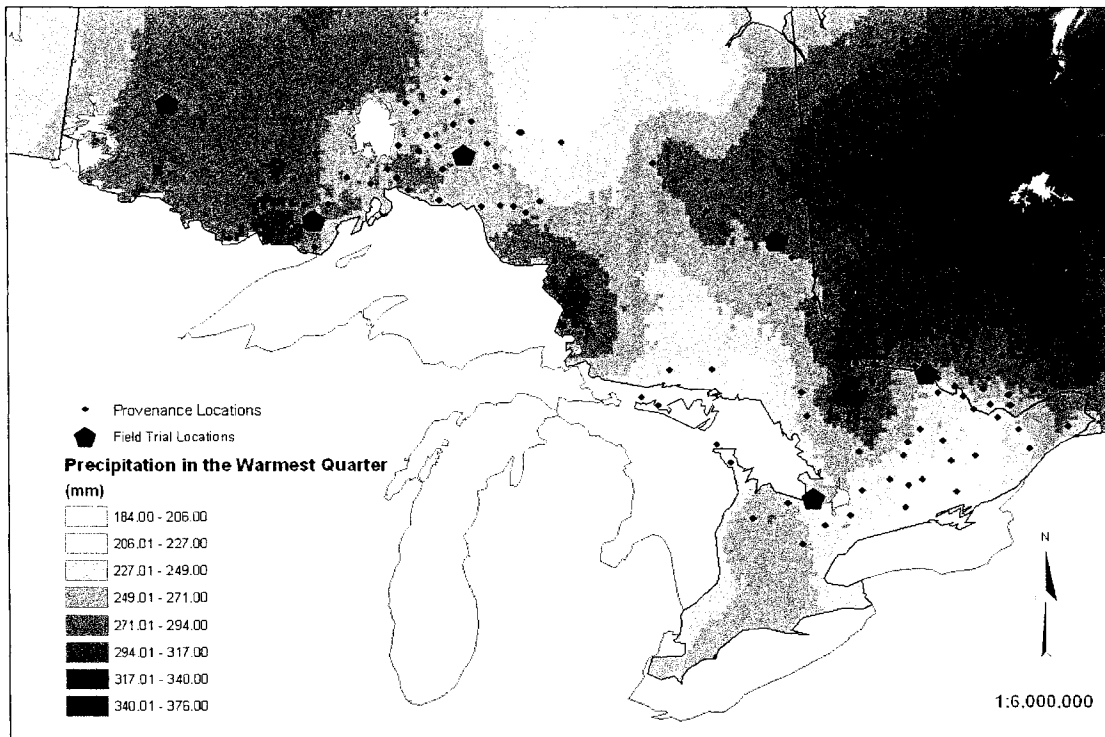 Provenance Locations
Field Trial Locations
Precipitation in the Warmest Quarter
(mm)
184.00 - 206.00
206.01 - 227.00
227.01 - 249.00
249.01 - 271.00
271.01 - 294.00
294.01 - 317.00
317.01 - 340.00
340.01 - 376.00
N
1:6,000,000